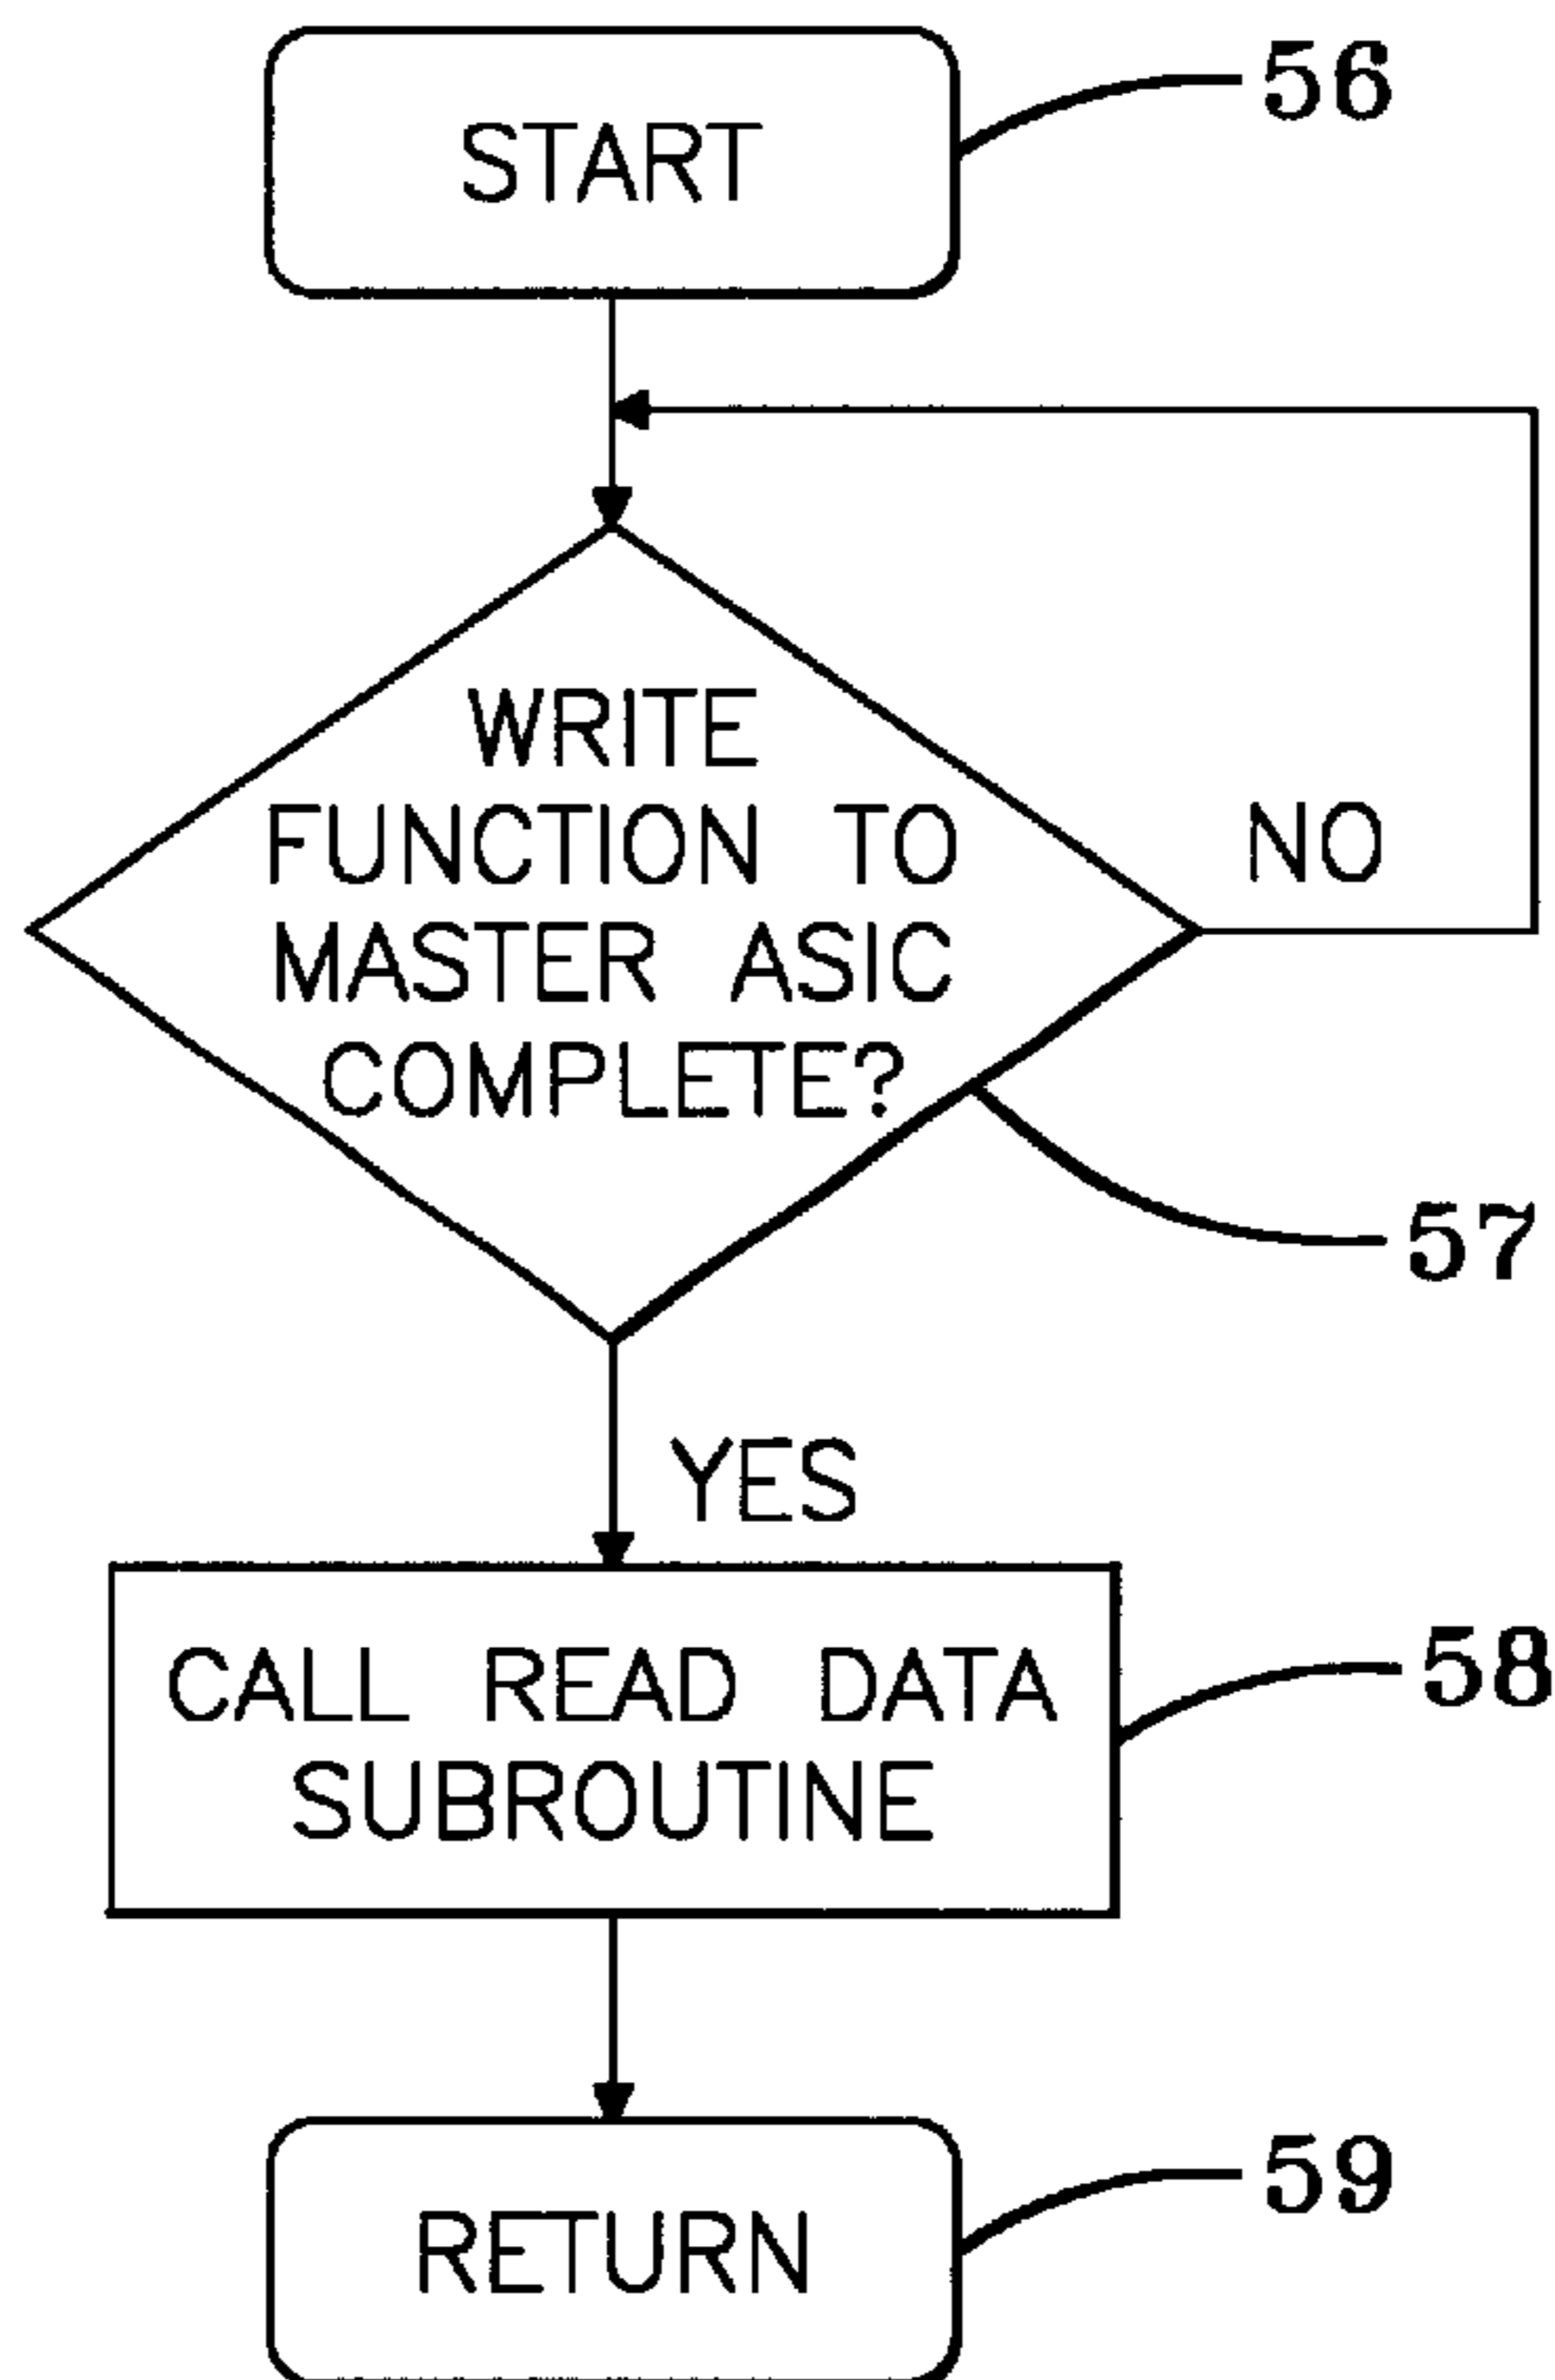 START
56
WRITE
FUNCTION TO
MASTER ASIC
COMPLETE?
NO
57
YES
CALL READ DATA
SUBROUTINE
58
RETURN
59